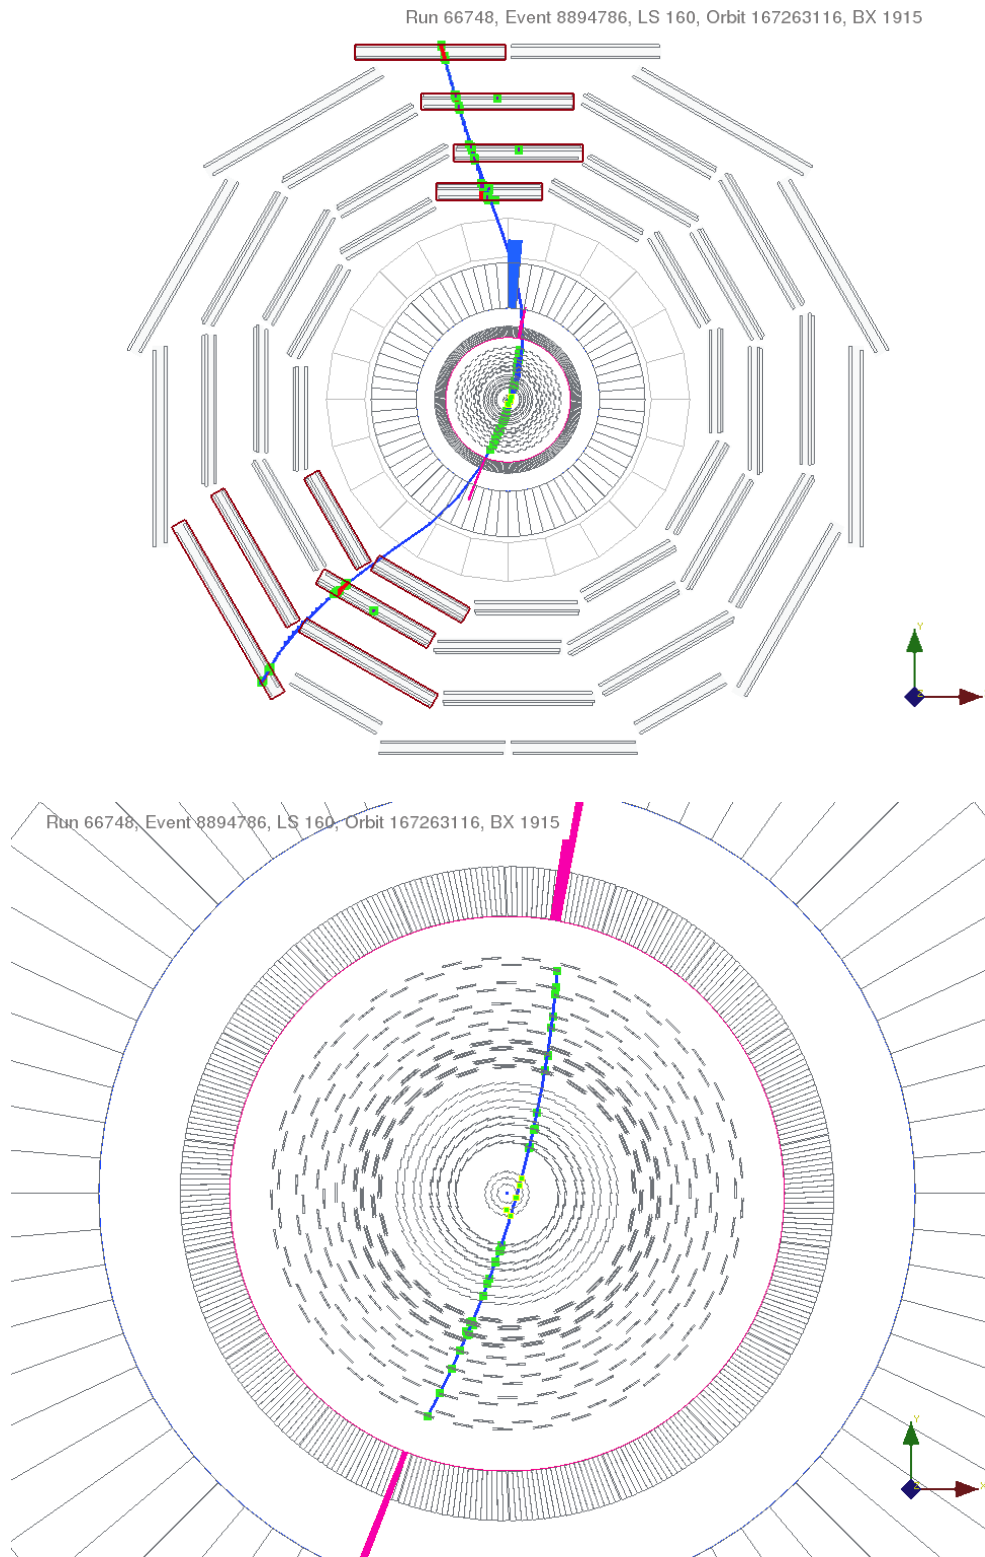 Run 66748, Event 8894786, LS 160, Orbit 167263116, BX 1915
Y
Run 66748, Event 8894786, LS 160, Orbit 167263116, BX 1915
Y
X